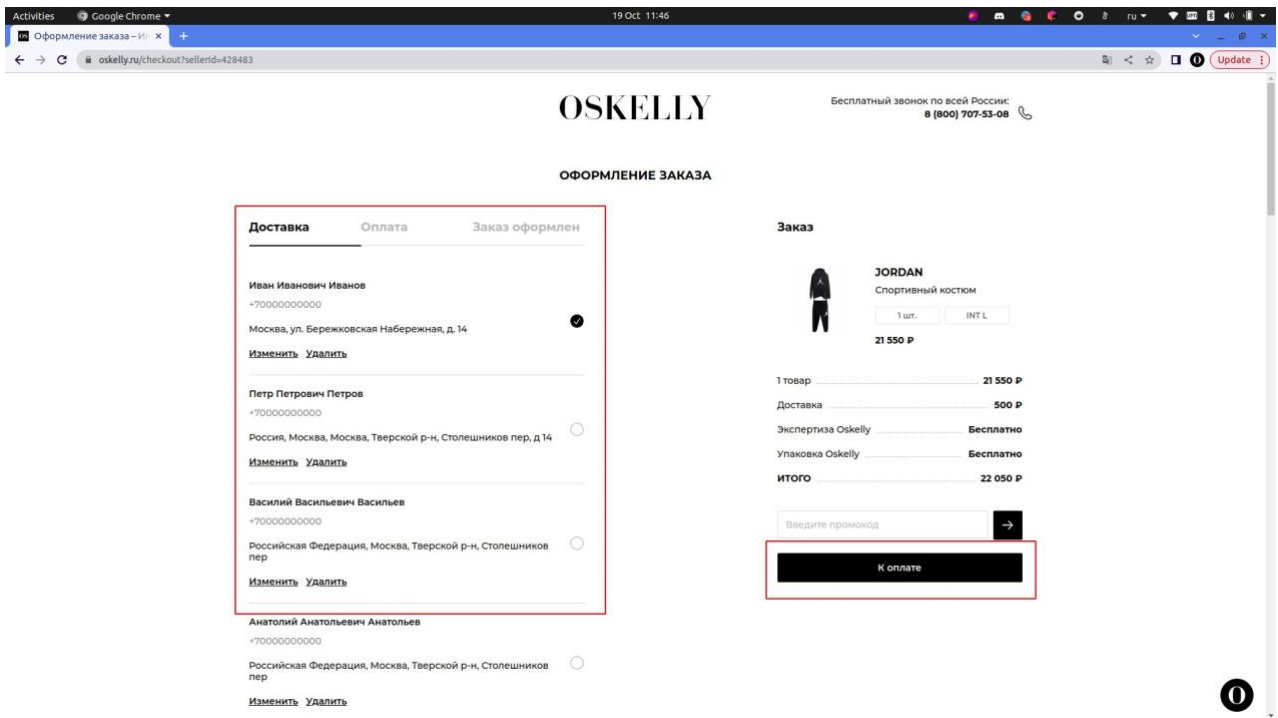 Activities
Google Chrome
19 Oct 11:46
ru
Оформление заказа – И
oskelly.ru/checkout?sellerId=428483
Update
OSKELLY
Бесплатный звонок по всей России:
8 (800) 707-53-08
ОФОРМЛЕНИЕ ЗАКАЗА
Доставка
Оплата
Заказ оформлен
Иван Иванович Иванов
+70000000000
Москва, ул. Бережковская Набережная, д. 14
Изменить Удалить
Петр Петрович Петров
+70000000000
Россия, Москва, Москва, Тверской р-н, Столешников пер, д 14
Изменить Удалить
Василий Васильевич Васильев
+70000000000
Российская Федерация, Москва, Тверской р-н, Столешников
пер
Изменить Удалить
Анатолий Анатольевич Анатольев
+70000000000
Российская Федерация, Москва, Тверской р-н, Столешников
пер
Изменить Удалить
Заказ
JORDAN
Спортивный костюм
1 шт.
INT L
21 550 ₽
1 товар 21 550 ₽
Доставка 500 ₽
Экспертиза Oskelly Бесплатно
Упаковка Oskelly Бесплатно
ИТОГО 22 050 ₽
Введите промокод
К оплате
O